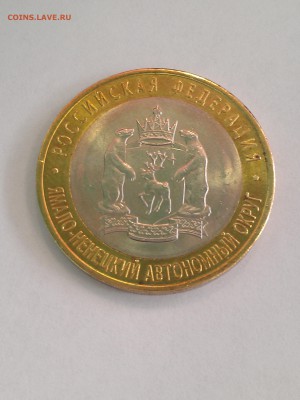 COINS.LAVE.RU
РОССИЙСКАЯ ФЕДЕРАЦИЯ
ЯМАЛО-НЕНЕЦКИЙ АВТОНОМНЫЙ ОКРУГ